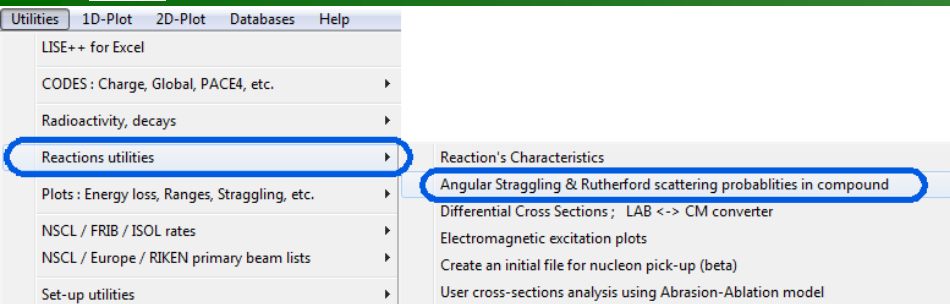 Utilities 1D-Plot 2D-Plot Databases Help
LISE++ for Excel
CODES : Charge, Global, PACE4, etc.
Radioactivity, decays
Reactions utilities
Plots : Energy loss, Ranges, Straggling, etc.
NSCL / FRIB / ISOL rates
NSCL / Europe / RIKEN primary beam lists
Set-up utilities
Reaction's Characteristics
Angular Straggling & Rutherford scattering probablities in compound
Differential Cross Sections ; LAB <-> CM converter
Electromagnetic excitation plots
Create an initial file for nucleon pick-up (beta)
User cross-sections analysis using Abrasion-Ablation model